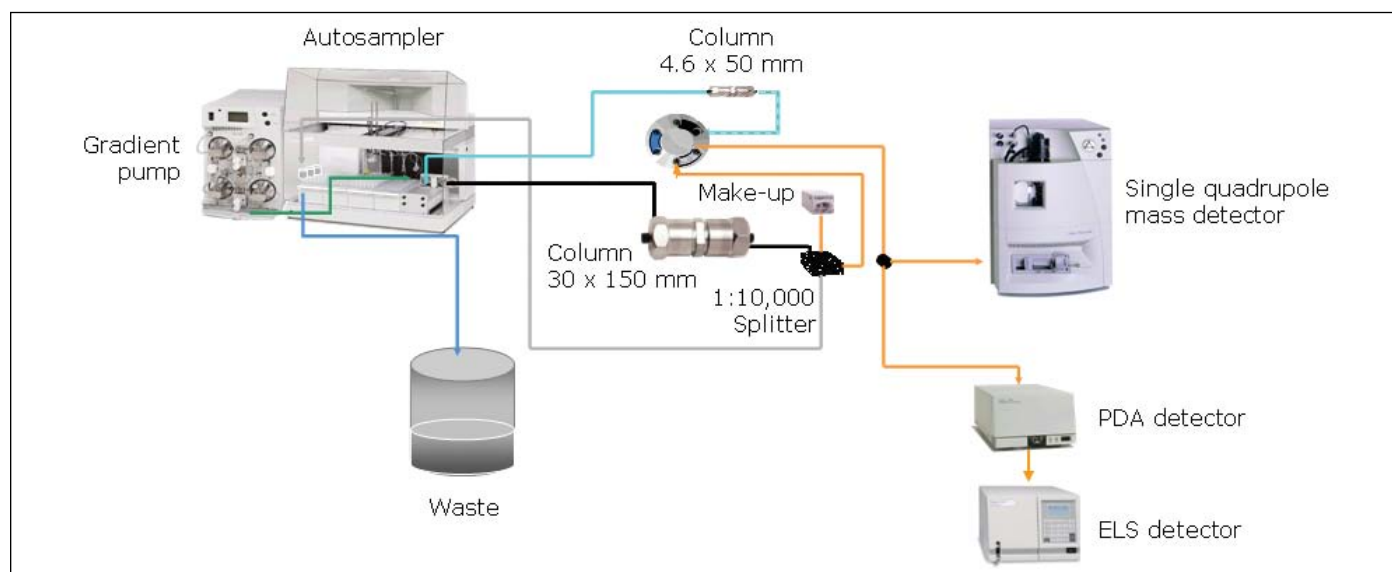 Autosampler
Column
4.6 x 50 mm
Gradient
pump
Make-up
Single quadrupole
mass detector
Column
30 x 150 mm
1:10,000
Splitter
PDA detector
Waste
ELS detector